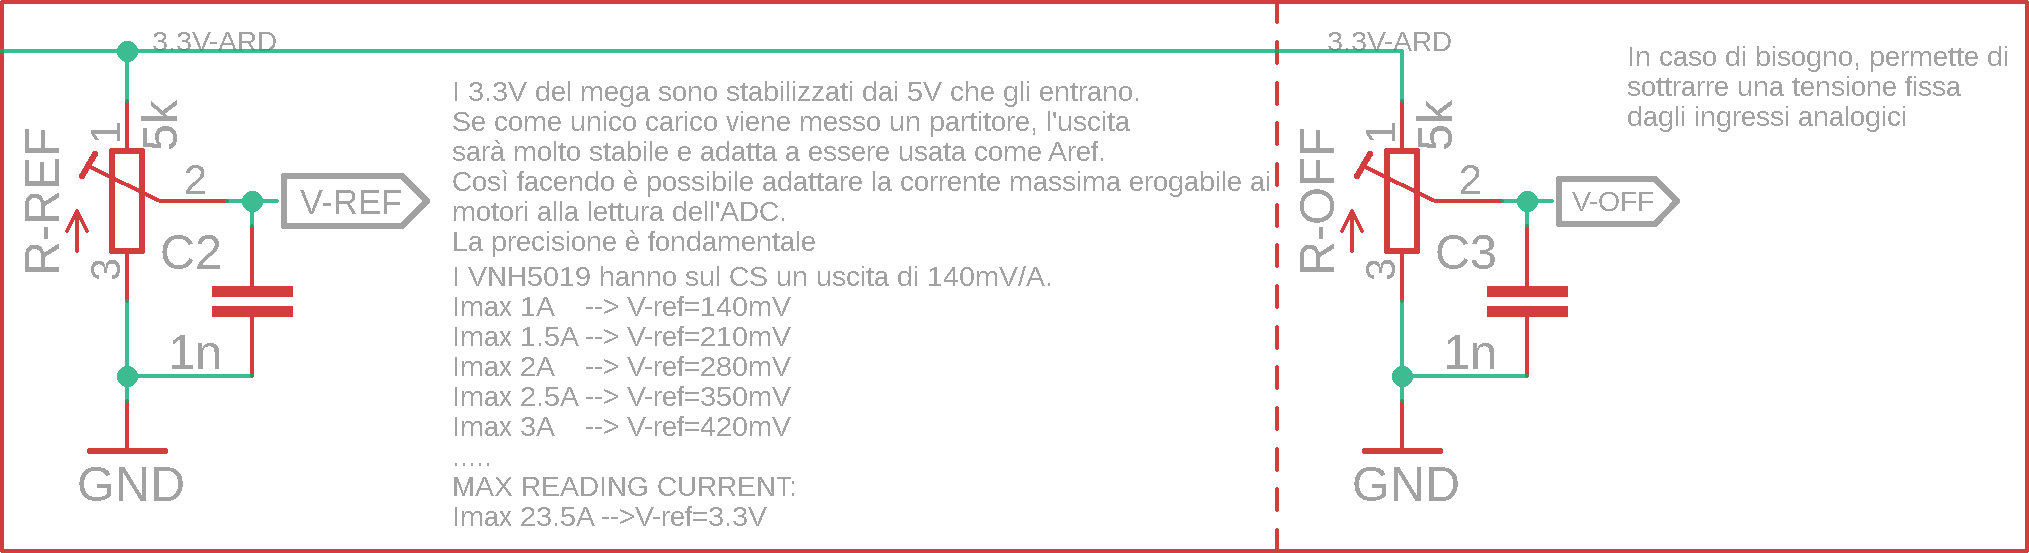 3.3V-ARD
R-REF
1
5k
2
3
V-REF
C2
1n
GND
I 3.3V del mega sono stabilizzati dai 5V che gli entrano.
Se come unico carico viene messo un partitore, l'uscita
sarà molto stabile e adatta a essere usata come Aref.
Così facendo è possibile adattare la corrente massima erogabile ai
motori alla lettura dell'ADC.
La precisione è fondamentale
I VNH5019 hanno sul CS un uscita di 140mV/A.
Imax 1A --> V-ref=140mV
Imax 1.5A --> V-ref=210mV
Imax 2A --> V-ref=280mV
Imax 2.5A --> V-ref=350mV
Imax 3A --> V-ref=420mV
.....
MAX READING CURRENT:
Imax 23.5A -->V-ref=3.3V
3.3V-ARD
R-OFF
1
5k
2
3
V-OFF
C3
1n
GND
In caso di bisogno, permette di
sottrarre una tensione fissa
dagli ingressi analogici